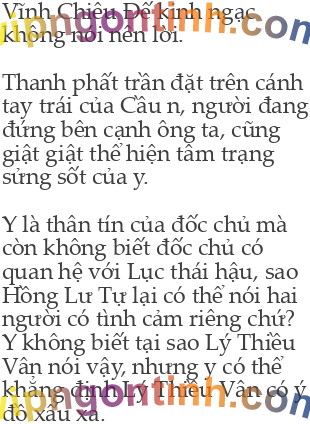 Vĩnh Chiêu Đế kinh ngạc
không nói nên lời.
Thanh phất trần đặt trên cánh
tay trái của Cầu n, người đang
đứng bên cạnh ông ta, cũng
giật giật thể hiện tâm trạng
sửng sốt của y.
Y là thân tín của đốc chủ mà
còn không biết đốc chủ có
quan hệ với Lục thái hậu, sao
Hồng Lư Tự lại có thể nói hai
người có tình cảm riêng chứ?
Y không biết tại sao Lý Thiều
Vân nói vậy, nhưng y có thể
khẳng định Lý Thiều Vân có ý
đồ xấu xa.
vipngontinh.com
vipngontinh.com